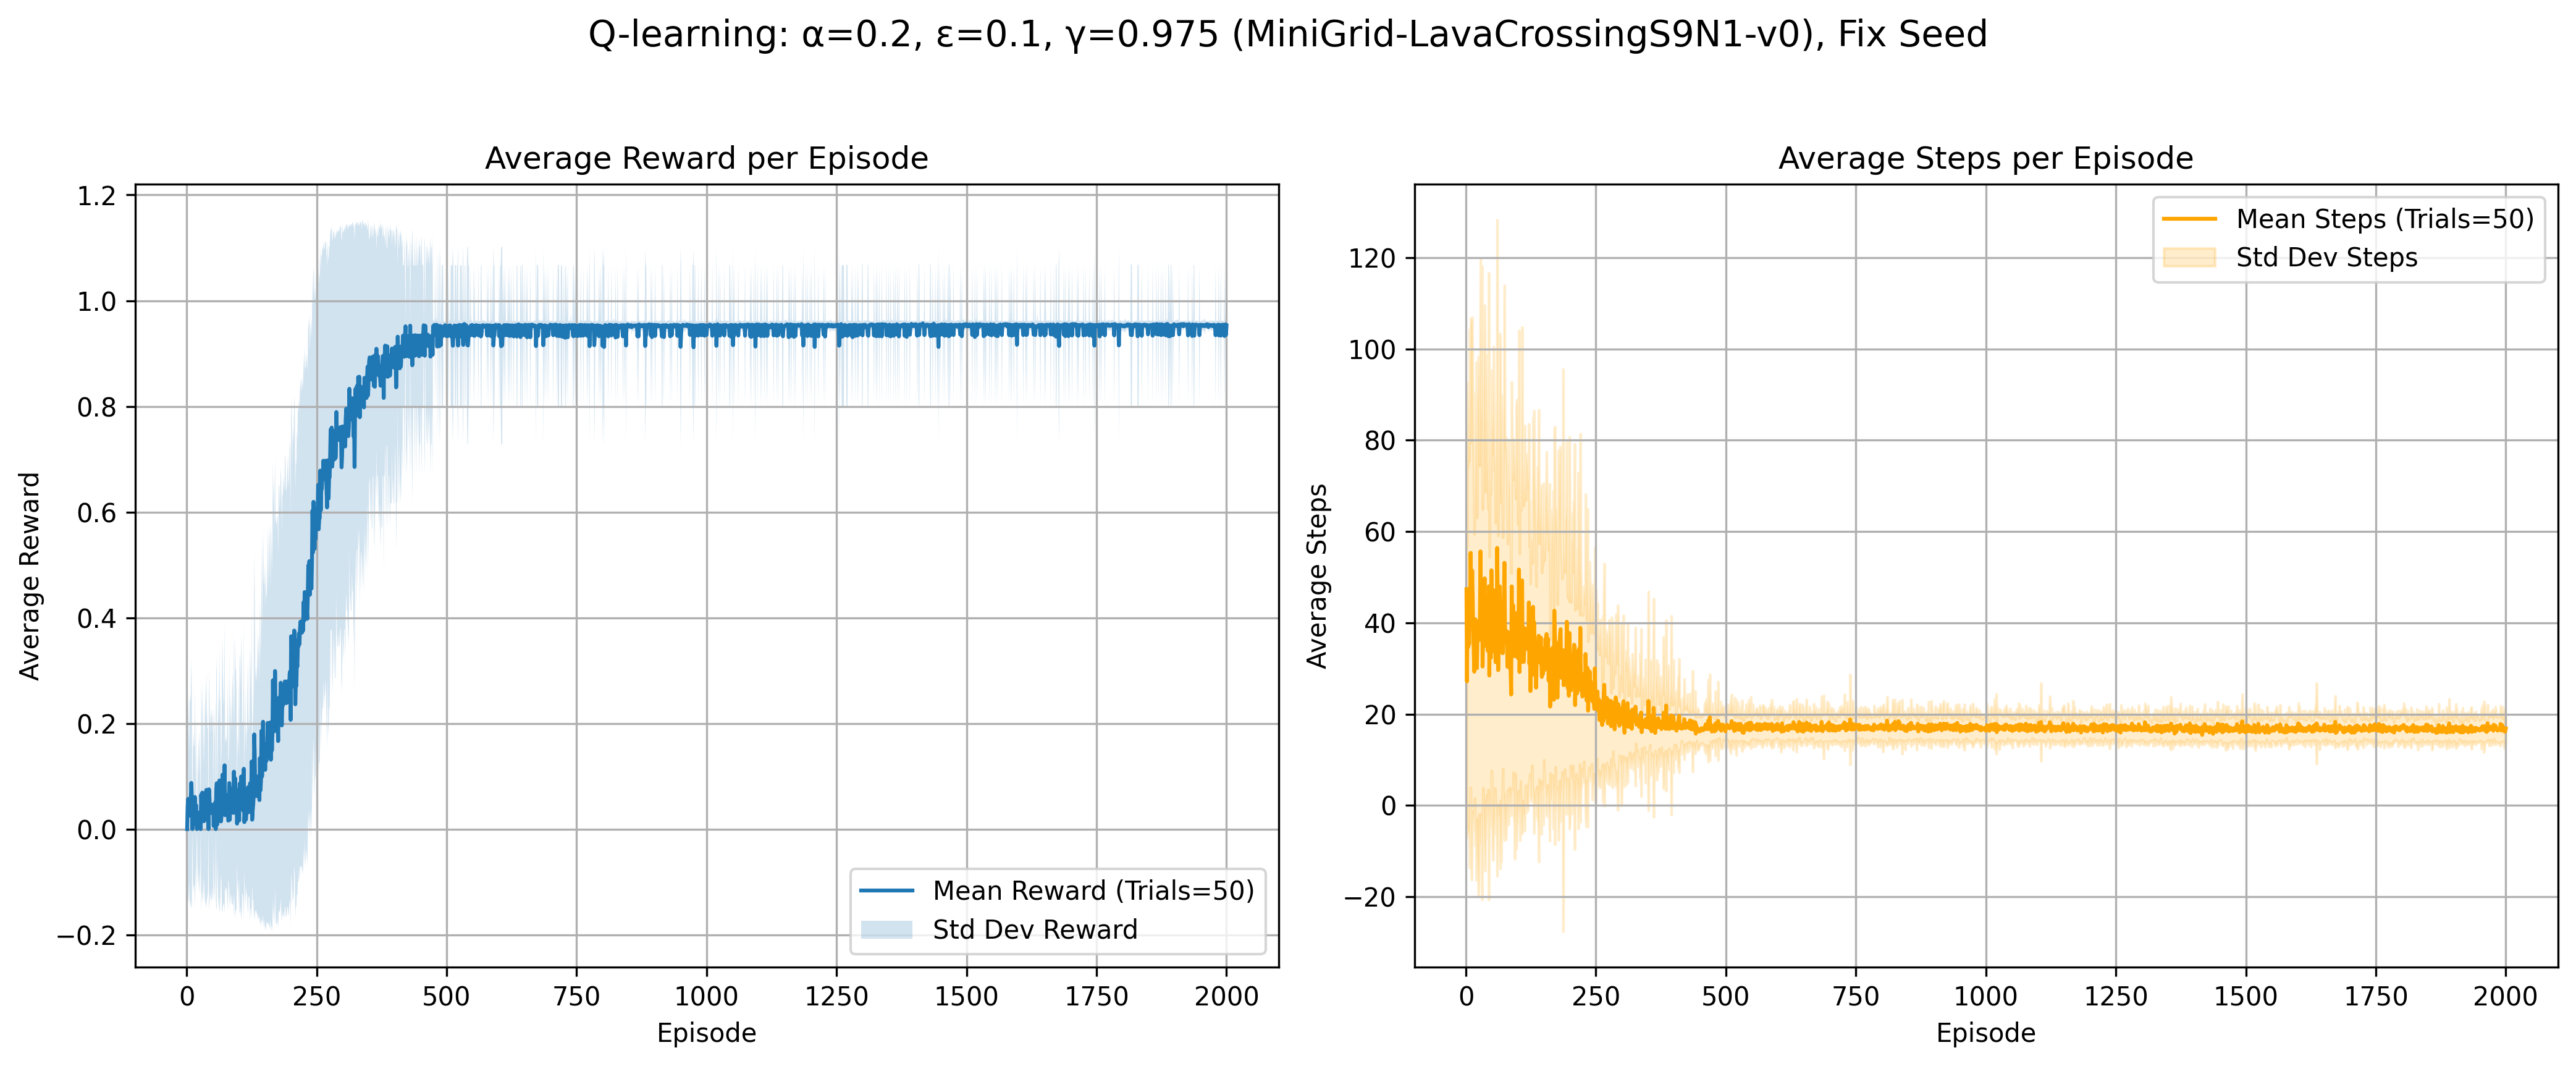 Q-learning: α=0.2, ε=0.1, γ=0.975 (MiniGrid-LavaCrossingS9N1-v0), Fix Seed
Average Reward per Episode
1.2
1.0
0.8
0.6
0.4
0.2
0.0
−0.2
Average Reward
Mean Reward (Trials=50)
Std Dev Reward
0 250 500 750 1000 1250 1500 1750 2000
Episode
Average Steps per Episode
120
100
80
60
40
20
0
−20
Average Steps
Mean Steps (Trials=50)
Std Dev Steps
0 250 500 750 1000 1250 1500 1750 2000
Episode